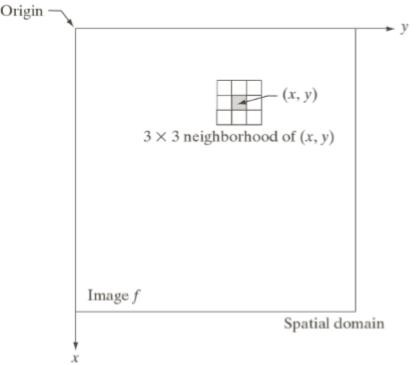 Origin
y
(x, y)
3 × 3 neighborhood of (x, y)
Image f
Spatial domain
x